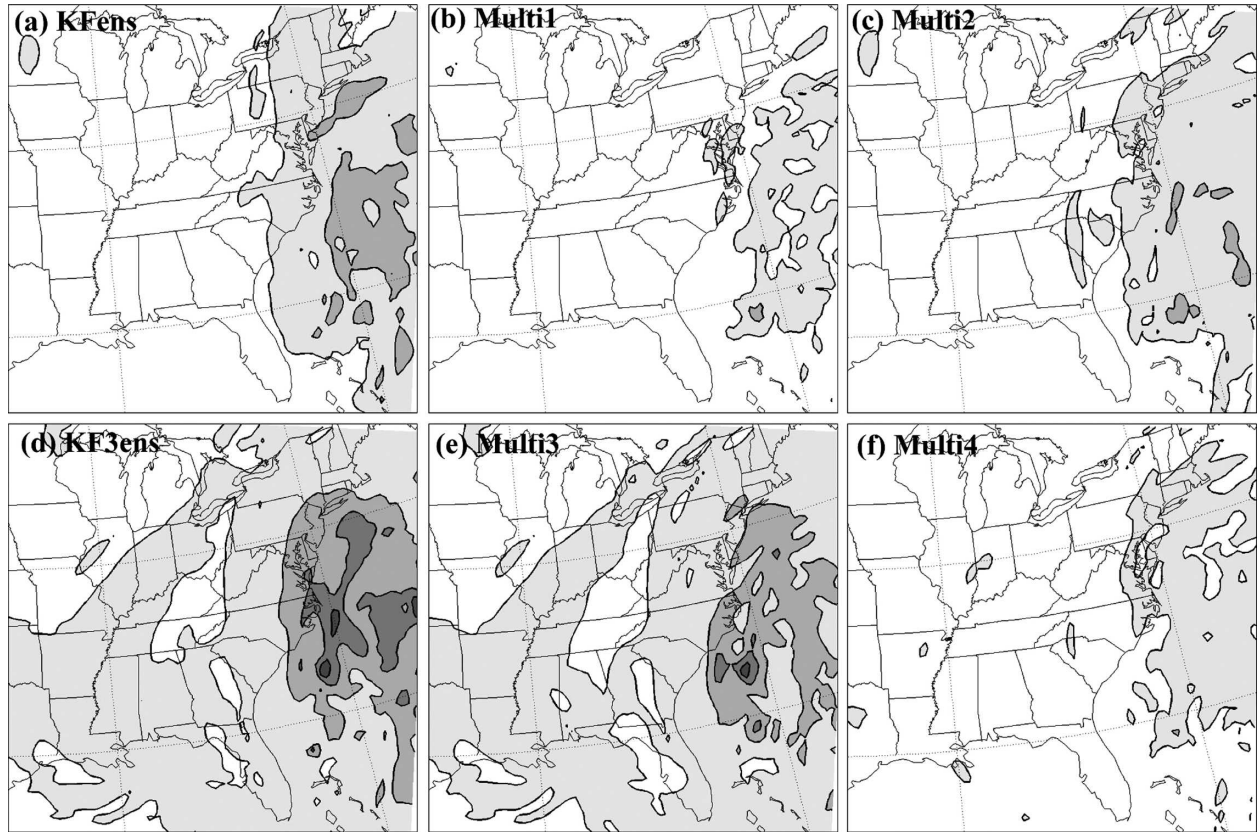 (a) KFens
(b) Multi1
(c) Multi2
(d) KF3ens
(e) Multi3
(f) Multi4